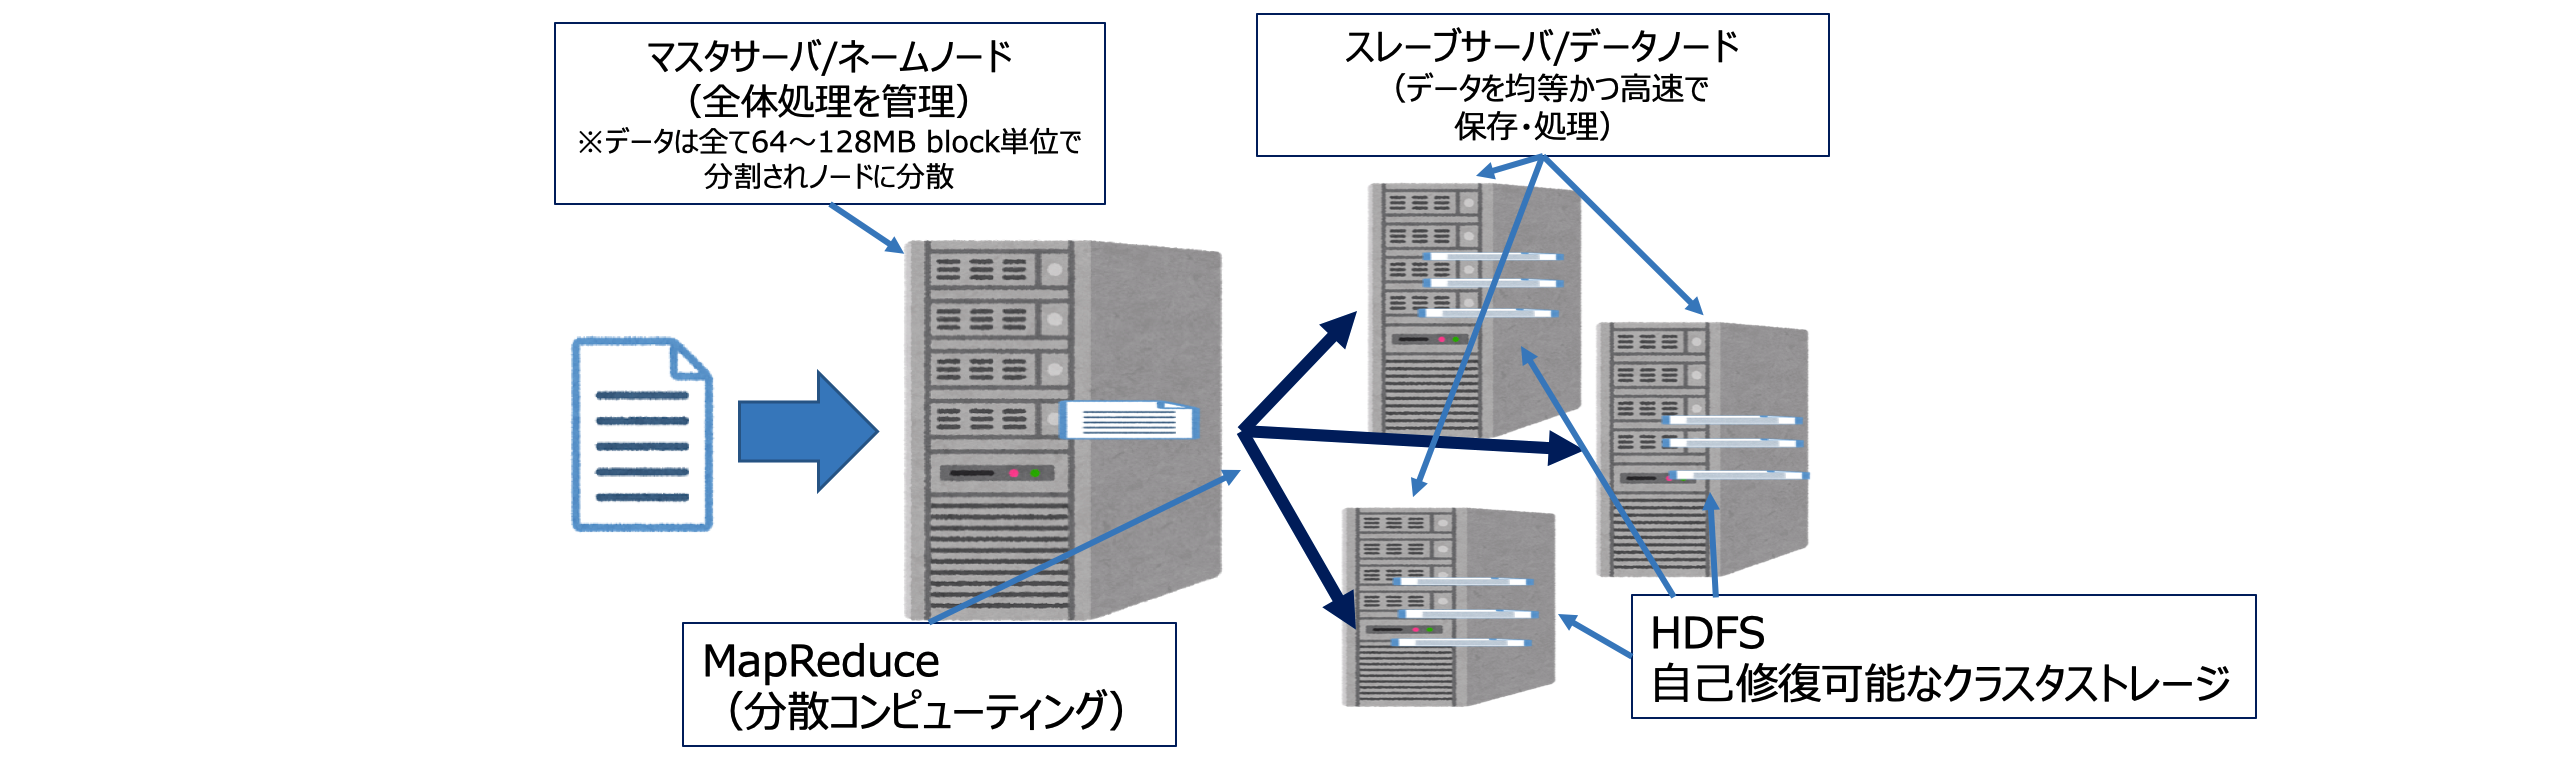 マスタサーバ/ネームノード
（全体処理を管理）
※データは全て64～128MB block単位で
分割されノードに分散
スレーブサーバ/データノード
（データを均等かつ高速で
保存・処理）
MapReduce
（分散コンピューティング）
HDFS
自己修復可能なクラスタストレージ